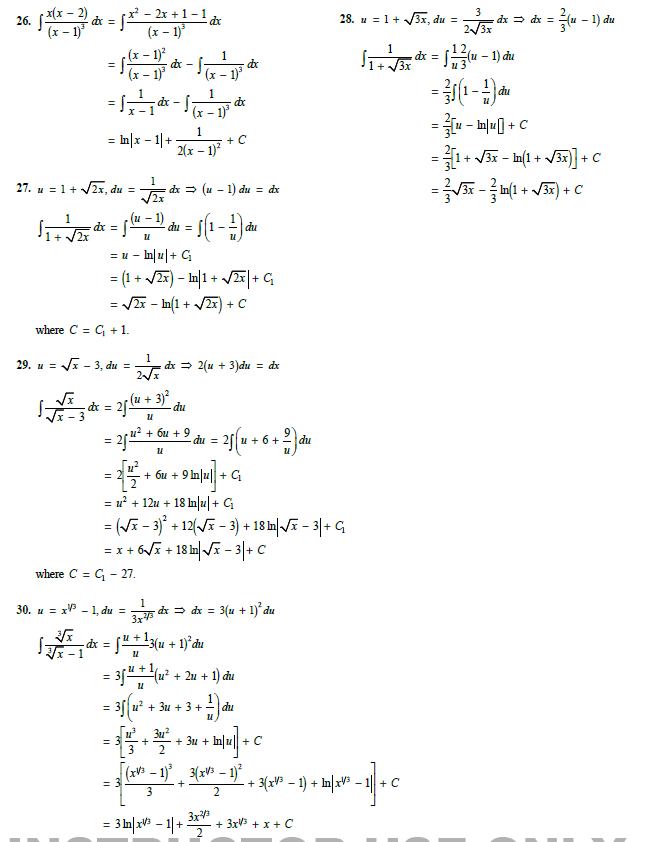 26. ∫ x(x − 2)/(x − 1)³ dx = ∫ (x² − 2x + 1 − 1)/(x − 1)³ dx
= ∫ (x − 1)²/(x − 1)³ dx − ∫ 1/(x − 1)³ dx
= ∫ 1/(x − 1) dx − ∫ 1/(x − 1)³ dx
= ln|x − 1| + 1/(2(x − 1)²) + C
27. u = 1 + √(2x), du = 1/√(2x) dx ⇒ (u − 1) du = dx
∫ 1/(1 + √(2x)) dx = ∫ (u − 1)/u du = ∫ (1 − 1/u) du
= u − ln|u| + C₁
= (1 + √(2x)) − ln|1 + √(2x)| + C₁
= √(2x) − ln(1 + √(2x)) + C
where C = C₁ + 1.
28. u = 1 + √(3x), du = 3/(2√(3x)) dx ⇒ dx = 2/3 (u − 1) du
∫ 1/(1 + √(3x)) dx = ∫ 1/u 2/3 (u − 1) du
= 2/3 ∫ (1 − 1/u) du
= 2/3 [u − ln|u|] + C
= 2/3 [1 + √(3x) − ln(1 + √(3x))] + C
= 2/3 √(3x) − 2/3 ln(1 + √(3x)) + C
29. u = √x − 3, du = 1/(2√x) dx ⇒ 2(u + 3)du = dx
∫ √x/(√x − 3) dx = 2∫ (u + 3)²/u du
= 2∫ (u² + 6u + 9)/u du = 2∫ (u + 6 + 9/u) du
= 2[u²/2 + 6u + 9 ln|u|] + C₁
= u² + 12u + 18 ln|u| + C₁
= (√x − 3)² + 12(√x − 3) + 18 ln|√x − 3| + C₁
= x + 6√x + 18 ln|√x − 3| + C
where C = C₁ − 27.
30. u = x^(1/3) − 1, du = 1/(3x^(2/3)) dx ⇒ dx = 3(u + 1)² du
∫ ∛x/(∛x − 1) dx = ∫ (u + 1)/u 3(u + 1)² du
= 3∫ (u + 1)/u (u² + 2u + 1) du
= 3∫ (u² + 3u + 3 + 1/u) du
= 3[u³/3 + 3u²/2 + 3u + ln|u|] + C
= 3[(x^(1/3) − 1)³/3 + 3(x^(1/3) − 1)²/2 + 3(x^(1/3) − 1) + ln|x^(1/3) − 1|] + C
= 3 ln|x^(1/3) − 1| + 3x^(2/3)/2 + 3x^(1/3) + x + C
INSTRUCTOR USE ONLY